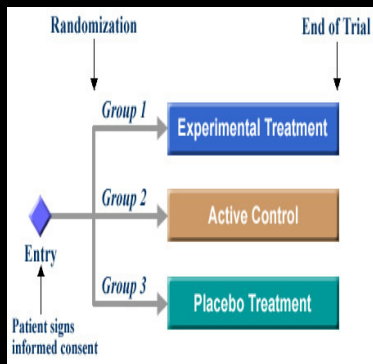 Randomization
End of Trial
Group 1
Experimental Treatment
Group 2
Active Control
Entry
Group 3
Placebo Treatment
Patient signs
informed consent